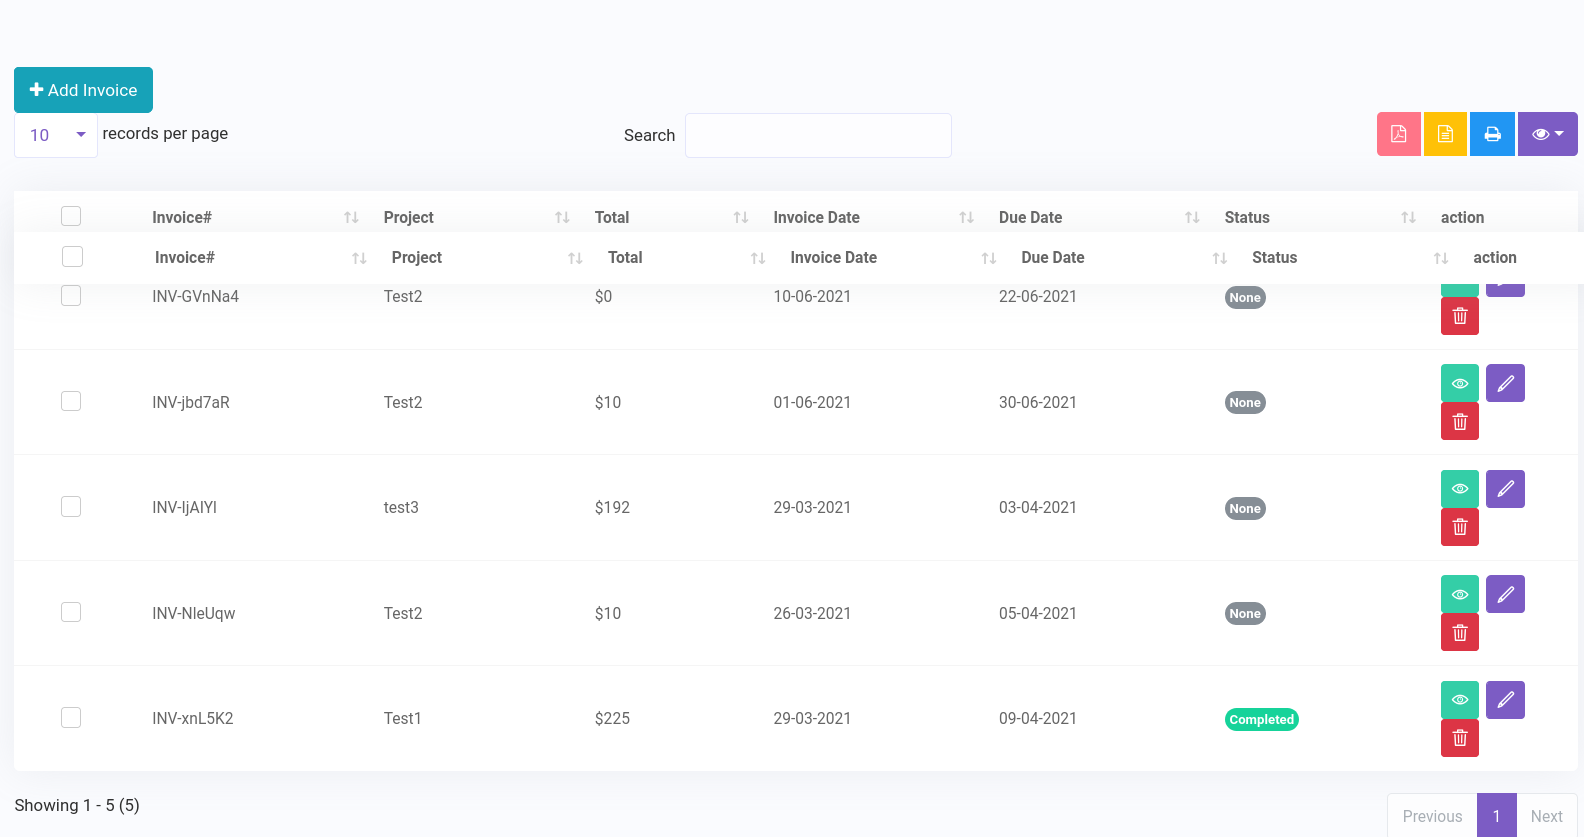 Add Invoice
10 records per page Search
Invoice# Project Total Invoice Date Due Date Status action
Invoice# Project Total Invoice Date Due Date Status action
INV-GVnNa4 Test2 $0 10-06-2021 22-06-2021 None
INV-jbd7aR Test2 $10 01-06-2021 30-06-2021 None
INV-IjAIYl test3 $192 29-03-2021 03-04-2021 None
INV-NleUqw Test2 $10 26-03-2021 05-04-2021 None
INV-xnL5K2 Test1 $225 29-03-2021 09-04-2021 Completed
Showing 1 - 5 (5) Previous 1 Next